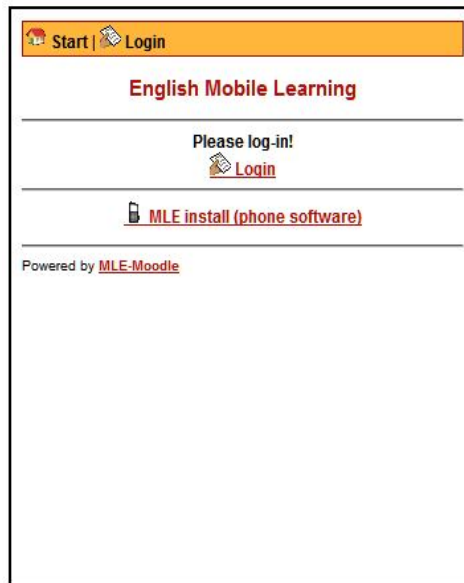 Start | Login
English Mobile Learning
Please log-in!
Login
MLE install (phone software)
Powered by MLE-Moodle